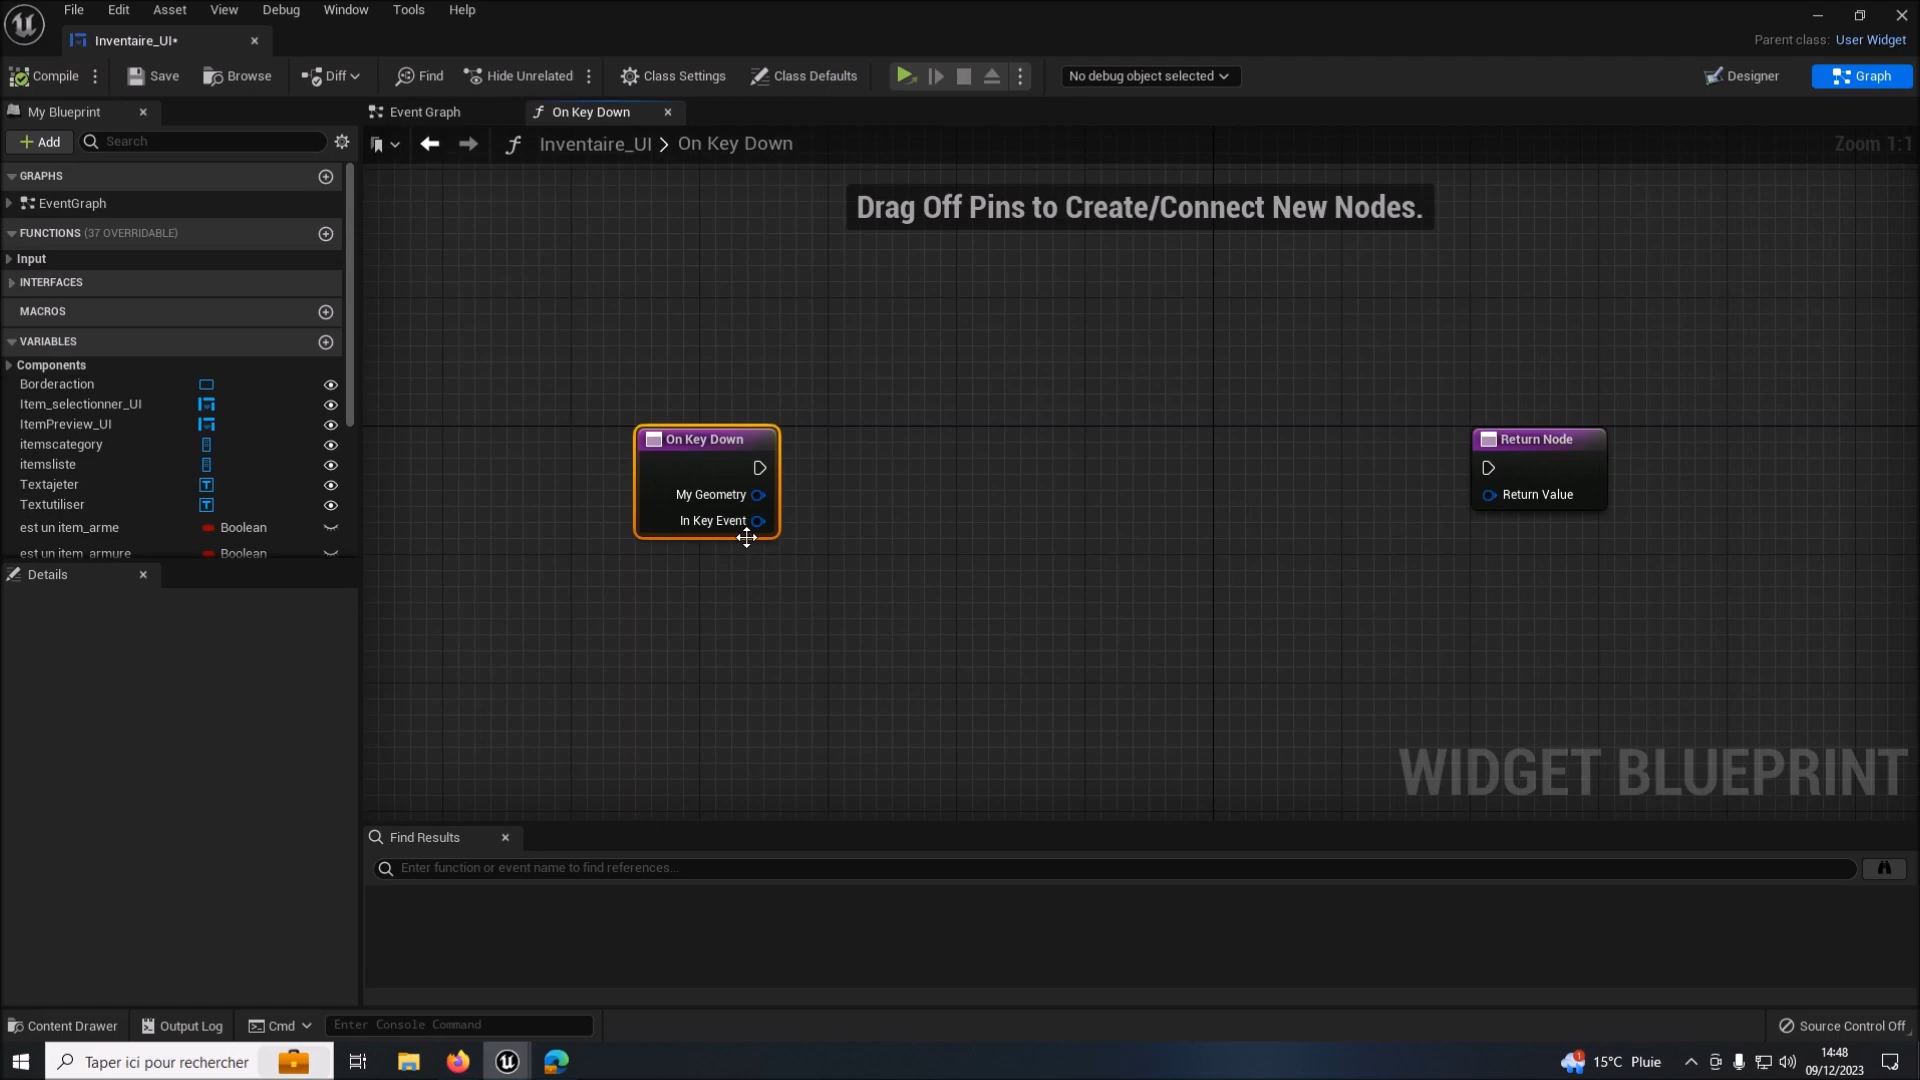 File Edit Asset View Debug Window Tools Help
Inventaire_UI•
Parent class: User Widget
Compile Save Browse Diff Find Hide Unrelated Class Settings Class Defaults No debug object selected Designer Graph
My Blueprint
Event Graph
On Key Down
Add
Search
Inventaire_UI > On Key Down
Zoom 1:1
GRAPHS
EventGraph
FUNCTIONS (37 OVERRIDABLE)
Input
INTERFACES
MACROS
VARIABLES
Components
Borderaction
Item_selectionner_UI
ItemPreview_UI
itemscategory
itemsliste
Textajeter
Textutiliser
est un item_arme Boolean
est un item_armure Boolean
Details
Drag Off Pins to Create/Connect New Nodes.
On Key Down
My Geometry
In Key Event
Return Node
Return Value
WIDGET BLUEPRINT
Find Results
Enter function or event name to find references...
Content Drawer Output Log Cmd Enter Console Command Source Control Off
Taper ici pour rechercher
1
15°C Pluie
14:48
09/12/2023